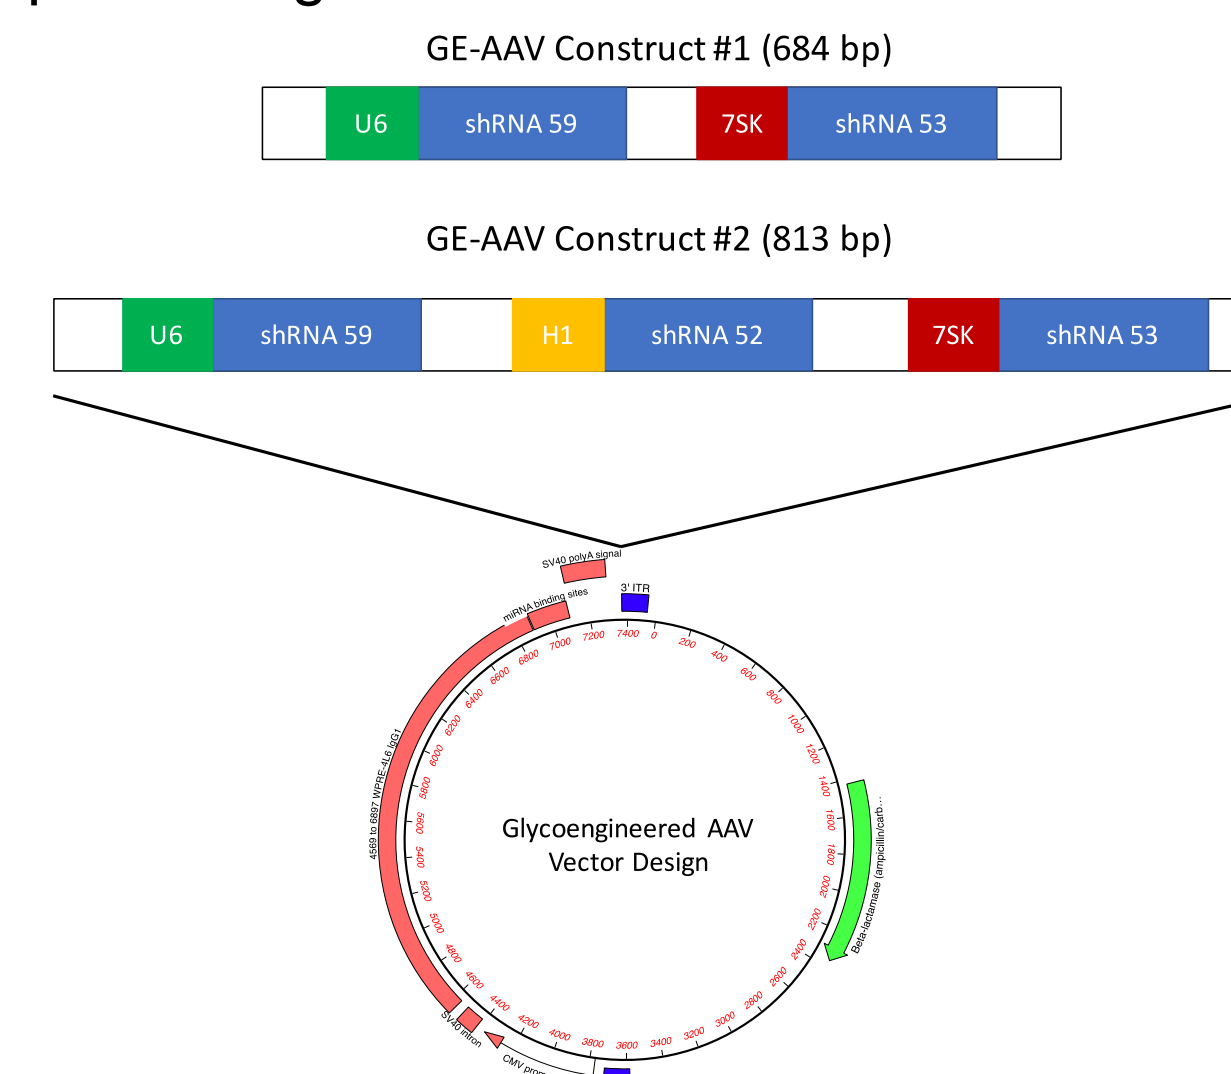 GE-AAV Construct #1 (684 bp)
U6 shRNA 59 7SK shRNA 53
GE-AAV Construct #2 (813 bp)
U6 shRNA 59 H1 shRNA 52 7SK shRNA 53
SV40 polyA signal
3' ITR
miRNA binding sites
7400 0 200 400 600 800 1000 1200 1400 1600 1800 2000 2200 2400 2600 2800 3000 3200 3400 3600 3800 4000 4200 4400 4600 4800 5000 5200 5400 5600 5800 6000 6200 6400 6600 6800 7000 7200
4569 to 6897 WPRE-4L6 IgG1
Glycoengineered AAV
Vector Design
Beta-lactamase (ampicillin/carb...
SV40 intron
CMV